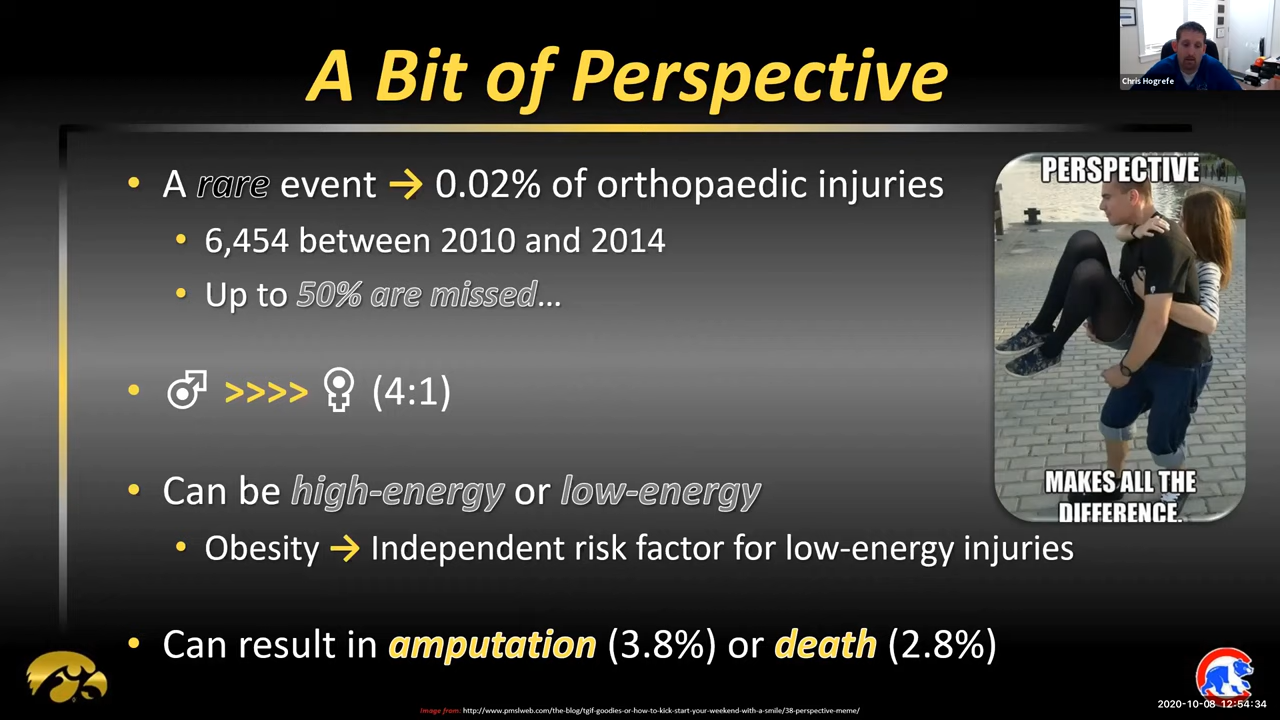 A Bit of Perspective
Chris Hogrefe
• A rare event → 0.02% of orthopaedic injuries
• 6,454 between 2010 and 2014
• Up to 50% are missed…
• ♂ >>>> ♀ (4:1)
• Can be high-energy or low-energy
• Obesity → Independent risk factor for low-energy injuries
• Can result in amputation (3.8%) or death (2.8%)
PERSPECTIVE
MAKES ALL THE
DIFFERENCE.
Image from: http://www.pmslweb.com/the-blog/tgif-goodies-or-how-to-kick-start-your-weekend-with-a-smile/38-perspective-meme/
2020-10-08 12:54:34